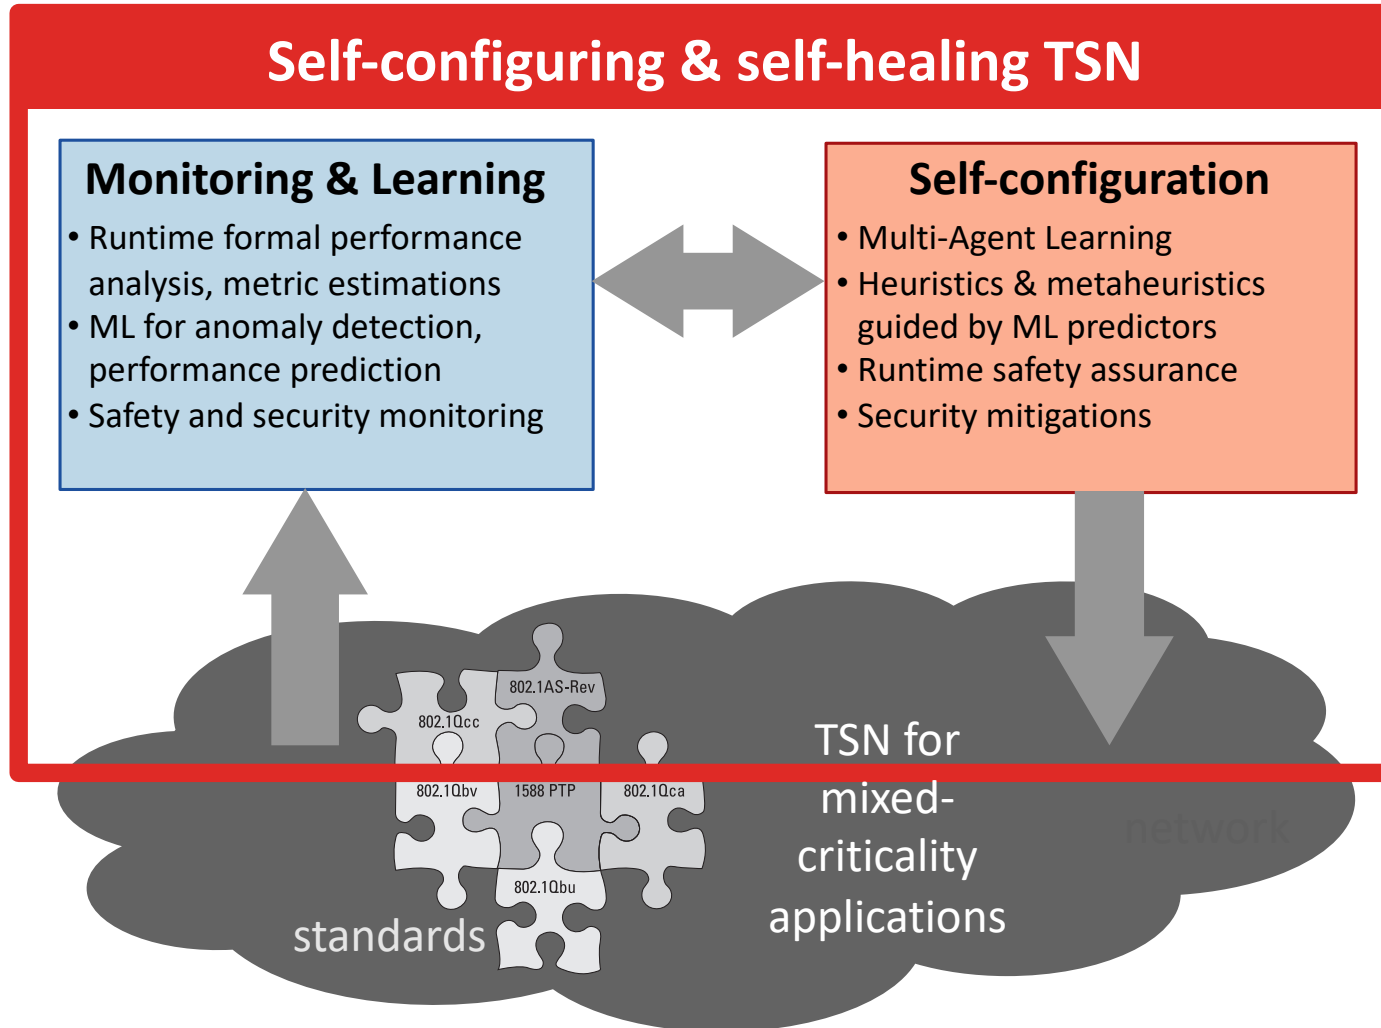 Self-configuring & self-healing TSN
Monitoring & Learning
• Runtime formal performance
analysis, metric estimations
• ML for anomaly detection,
performance prediction
• Safety and security monitoring
Self-configuration
• Multi-Agent Learning
• Heuristics & metaheuristics
guided by ML predictors
• Runtime safety assurance
• Security mitigations
802.1AS-Rev
802.1Qcc
802.1Qbv
1588 PTP
802.1Qca
802.1Qbu
standards
TSN for
mixed-
criticality
applications
network